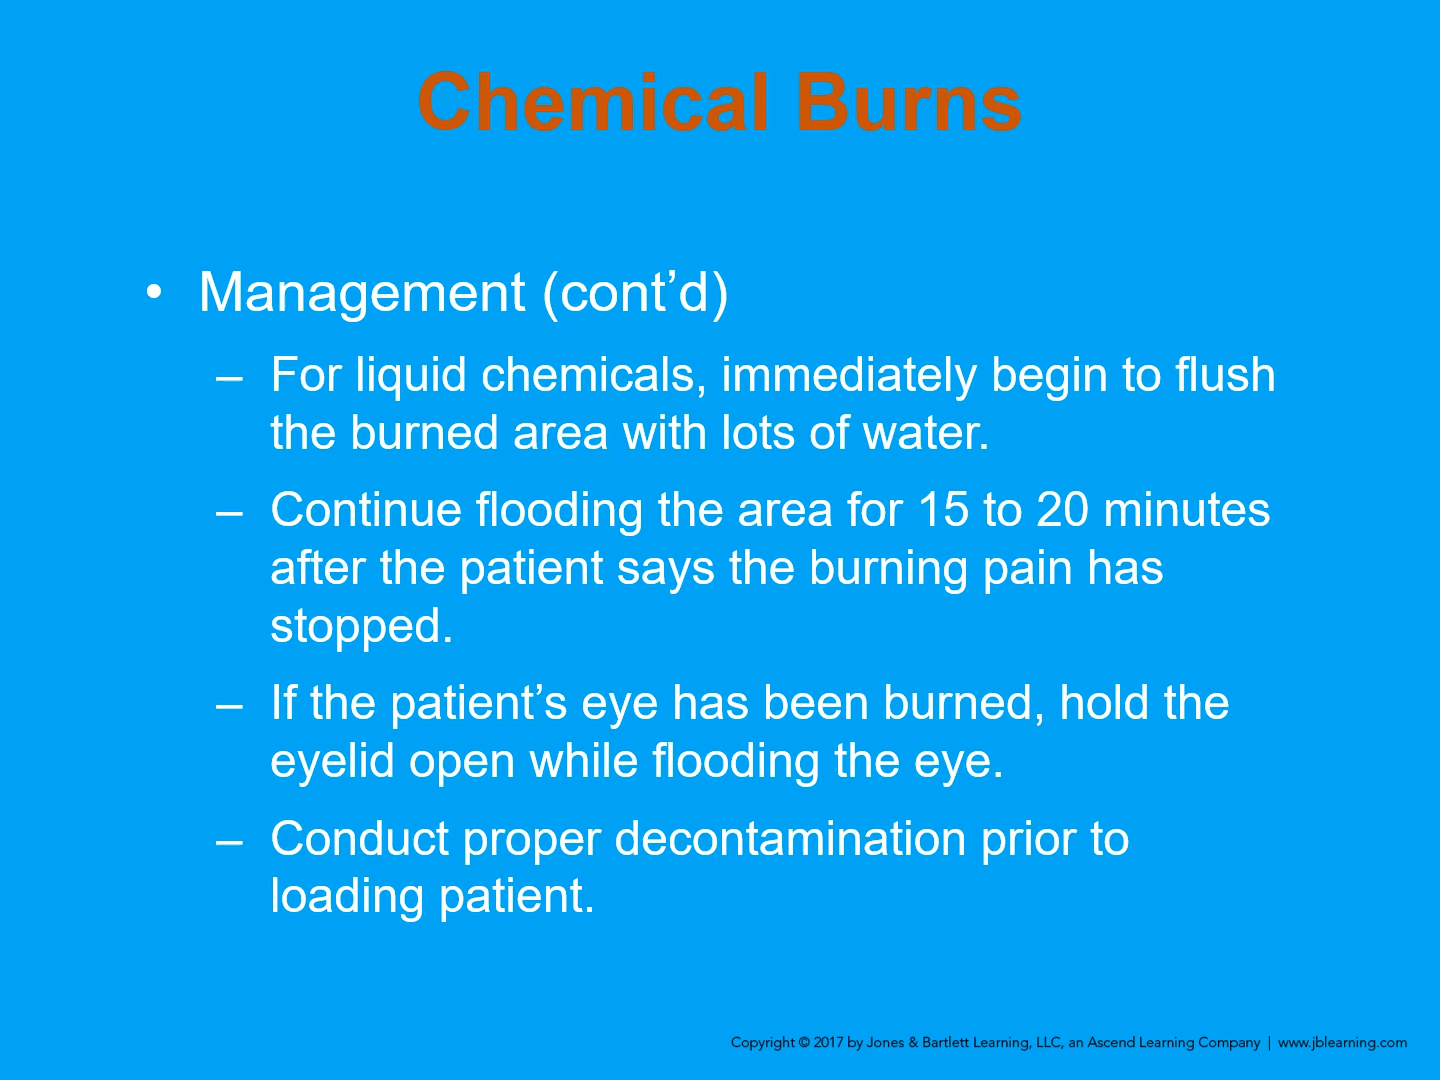 Chemical Burns
• Management (cont’d)
– For liquid chemicals, immediately begin to flush
the burned area with lots of water.
– Continue flooding the area for 15 to 20 minutes
after the patient says the burning pain has
stopped.
– If the patient’s eye has been burned, hold the
eyelid open while flooding the eye.
– Conduct proper decontamination prior to
loading patient.
Copyright © 2017 by Jones & Bartlett Learning, LLC, an Ascend Learning Company | www.jblearning.com